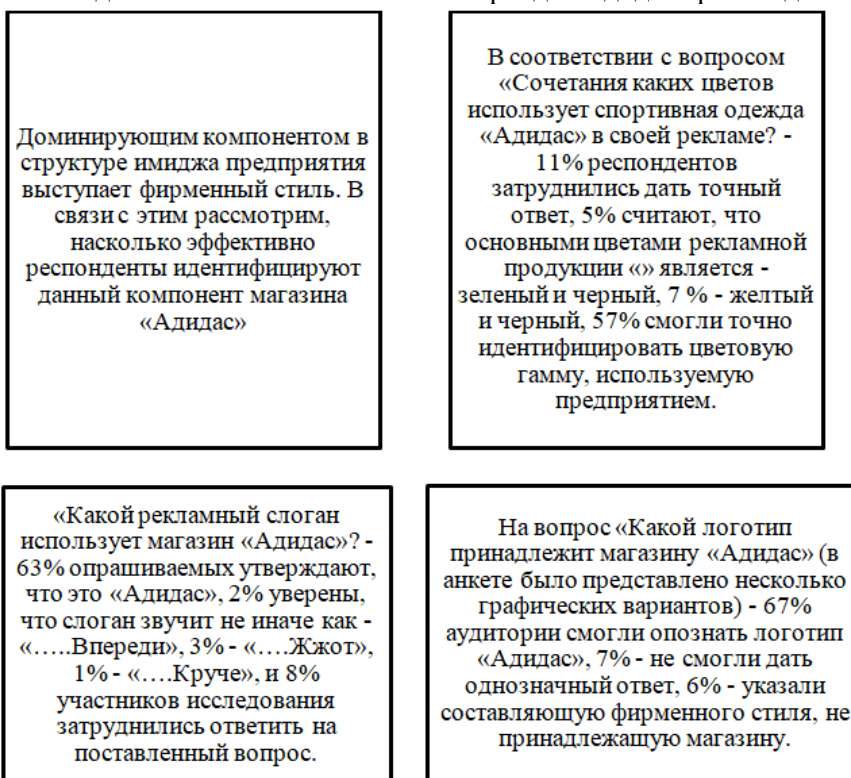 Доминирующим компонентом в
структуре имиджа предприятия
выступает фирменный стиль. В
связи с этим рассмотрим,
насколько эффективно
респонденты идентифицируют
данный компонент магазина
«Адидас»
В соответствии с вопросом
«Сочетания каких цветов
использует спортивная одежда
«Адидас» в своей рекламе? -
11% респондентов
затруднились дать точный
ответ, 5% считают, что
основными цветами рекламной
продукции «» является -
зеленый и черный, 7 % - желтый
и черный, 57% смогли точно
идентифицировать цветовую
гамму, используемую
предприятием.
«Какой рекламный слоган
использует магазин «Адидас»? -
63% опрашиваемых утверждают,
что это «Адидас», 2% уверены,
что слоган звучит не иначе как -
«…..Впереди», 3% - «….Жжот»,
1% - «….Круче», и 8%
участников исследования
затруднились ответить на
поставленный вопрос.
На вопрос «Какой логотип
принадлежит магазину «Адидас» (в
анкете было представлено несколько
графических вариантов) - 67%
аудитории смогли опознать логотип
«Адидас», 7% - не смогли дать
однозначный ответ, 6% - указали
составляющую фирменного стиля, не
принадлежащую магазину.